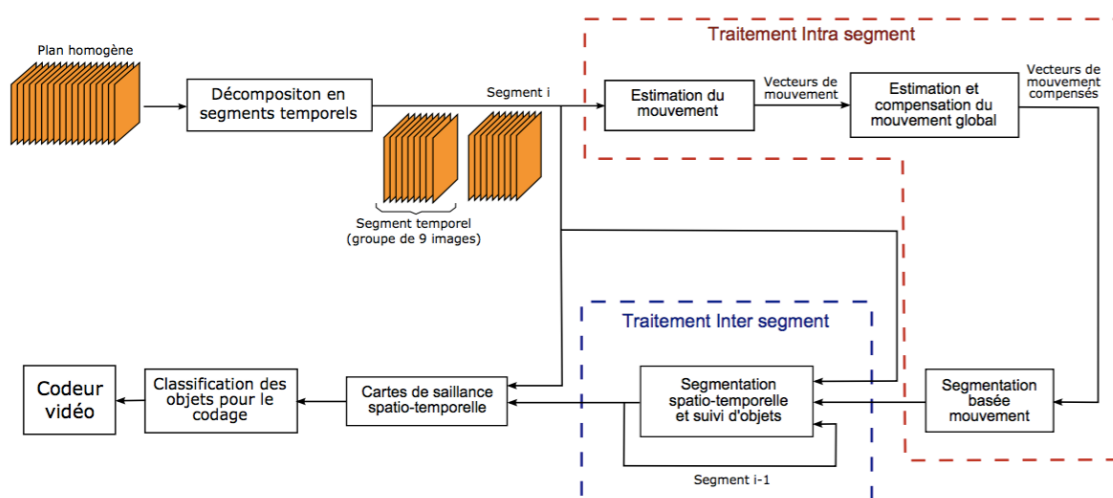 Plan homogène
Décompositon en
segments temporels
Segment i
Segment temporel
(groupe de 9 images)
Traitement Intra segment
Estimation du
mouvement
Vecteurs de
mouvement
Estimation et
compensation du
mouvement global
Vecteurs de
mouvement
compensés
Traitement Inter segment
Codeur
vidéo
Classification des
objets pour le
codage
Cartes de saillance
spatio-temporelle
Segmentation
spatio-temporelle
et suivi d'objets
Segmentation
basée
mouvement
Segment i-1